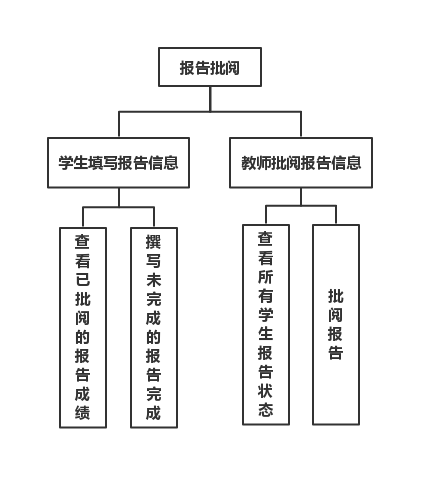 报告批阅
学生填写报告信息
教师批阅报告信息
查看已批阅的报告成绩
撰写未完成的报告完成
查看所有学生报告状态
批阅报告